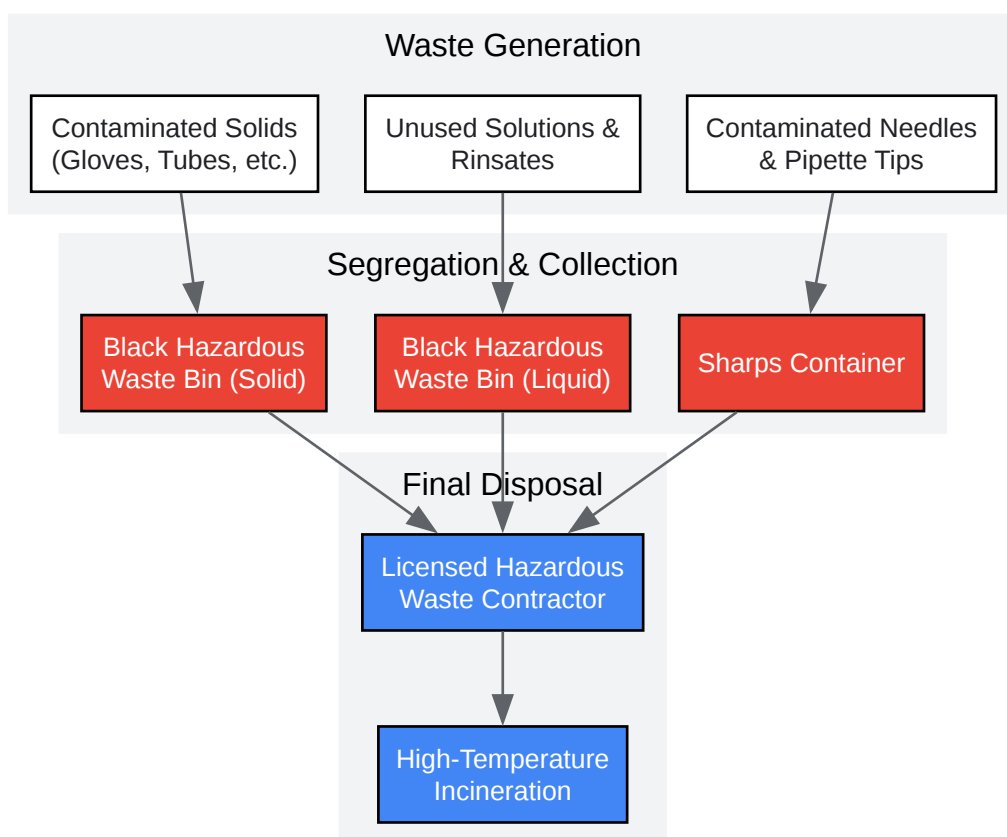 Waste Generation
Contaminated Solids
(Gloves, Tubes, etc.)
Unused Solutions &
Rinsates
Contaminated Needles
& Pipette Tips
Segregation & Collection
Black Hazardous
Waste Bin (Solid)
Black Hazardous
Waste Bin (Liquid)
Sharps Container
Final Disposal
Licensed Hazardous
Waste Contractor
High-Temperature
Incineration